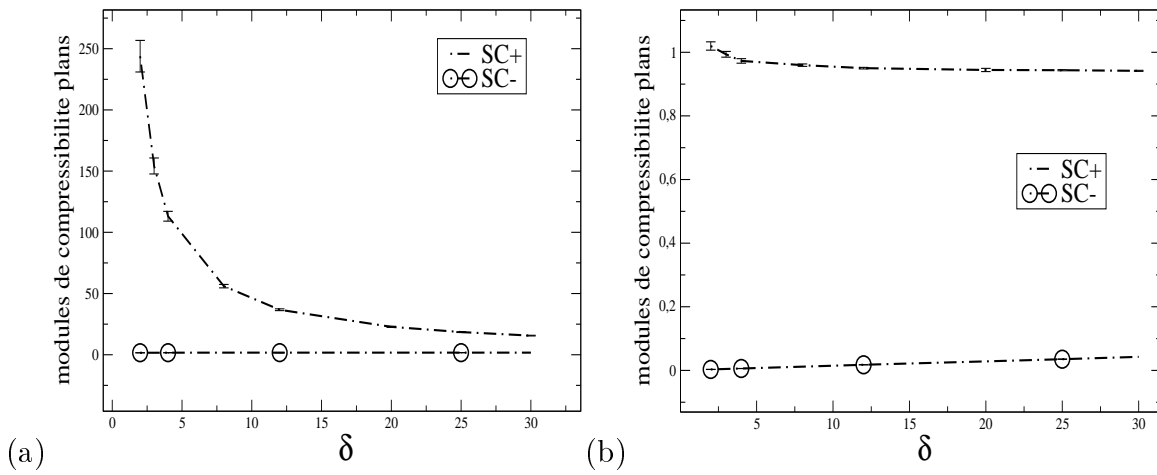 250
200
150
100
50
0
modules de compressibilite plans
SC+
SC-
0 5 10 15 20 25 30
δ
(a)
1
0,8
0,6
0,4
0,2
0
modules de compressibilite plans
SC+
SC-
5 10 15 20 25 30
δ
(b)